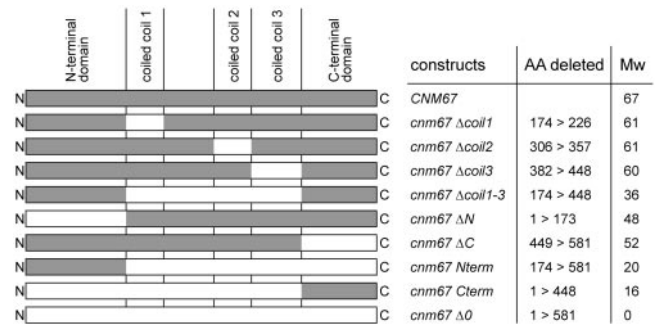 N-terminal domain
coiled coil 1
coiled coil 2
coiled coil 3
C-terminal domain
constructs AA deleted Mw
N C CNM67 67
N C cnm67 Δcoil1 174 > 226 61
N C cnm67 Δcoil2 306 > 357 61
N C cnm67 Δcoil3 382 > 448 60
N C cnm67 Δcoil1-3 174 > 448 36
N C cnm67 ΔN 1 > 173 48
N C cnm67 ΔC 449 > 581 52
N C cnm67 Nterm 174 > 581 20
N C cnm67 Cterm 1 > 448 16
N C cnm67 Δ0 1 > 581 0